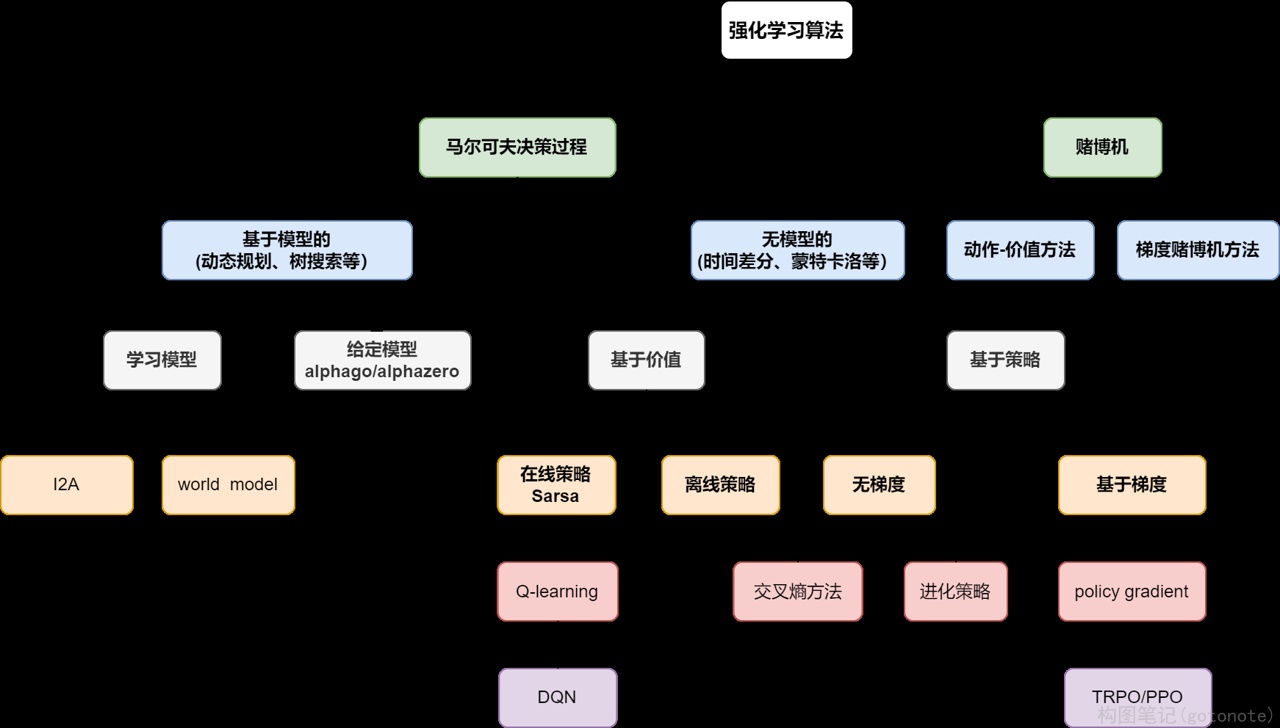 强化学习算法
马尔可夫决策过程
赌博机
基于模型的
(动态规划、树搜索等）
无模型的
(时间差分、蒙特卡洛等）
动作-价值方法
梯度赌博机方法
学习模型
给定模型
alphago/alphazero
基于价值
基于策略
I2A
world model
在线策略
Sarsa
离线策略
无梯度
基于梯度
Q-learning
交叉熵方法
进化策略
policy gradient
DQN
TRPO/PPO
构图笔记(gotonote)